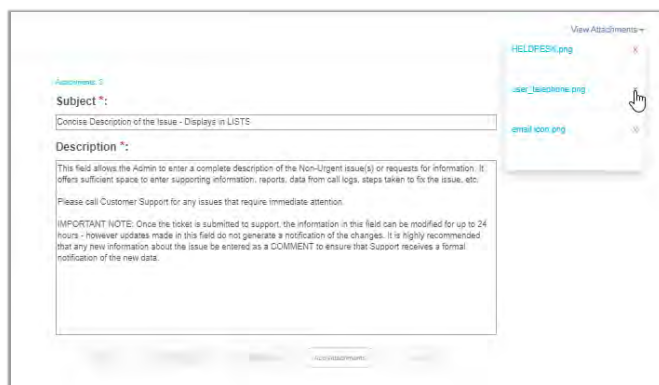 View Attachments
HELDFESK.png X
user_telephone.png
email icon.png X
Attachments: 3
Subject *:
Concise Description of the Issue - Displays in LISTS
Description *:
This field allows the Admin to enter a complete description of the Non-Urgent issue(s) or requests for information. It
offers sufficient space to enter supporting information, reports, data from call logs, steps taken to fix the issue, etc.
Please call Customer Support for any issues that require immediate attention.
IMPORTANT NOTE: Once the ticket is submitted to support, the information in this field can be modified for up to 24
hours - however updates made in this field do not generate a notification of the changes. It is highly recommended
that any new information about the issue be entered as a COMMENT to ensure that Support receives a formal
notification of the new data.